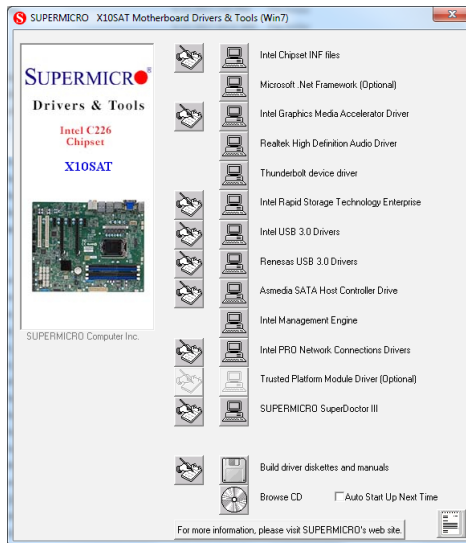 SUPERMICRO X10SAT Motherboard Drivers & Tools (Win7)
SUPERMICRO
Drivers & Tools
Intel C226
Chipset
X10SAT
SUPERMICRO Computer Inc.
Intel Chipset INF files
Microsoft .Net Framework (Optional)
Intel Graphics Media Accelerator Driver
Realtek High Definition Audio Driver
Thunderbolt device driver
Intel Rapid Storage Technology Enterprise
Intel USB 3.0 Drivers
Renesas USB 3.0 Drivers
Asmedia SATA Host Controller Drive
Intel Management Engine
Intel PRO Network Connections Drivers
Trusted Platform Module Driver (Optional)
SUPERMICRO SuperDoctor III
Build driver diskettes and manuals
Browse CD Auto Start Up Next Time
For more information, please visit SUPERMICRO's web site.